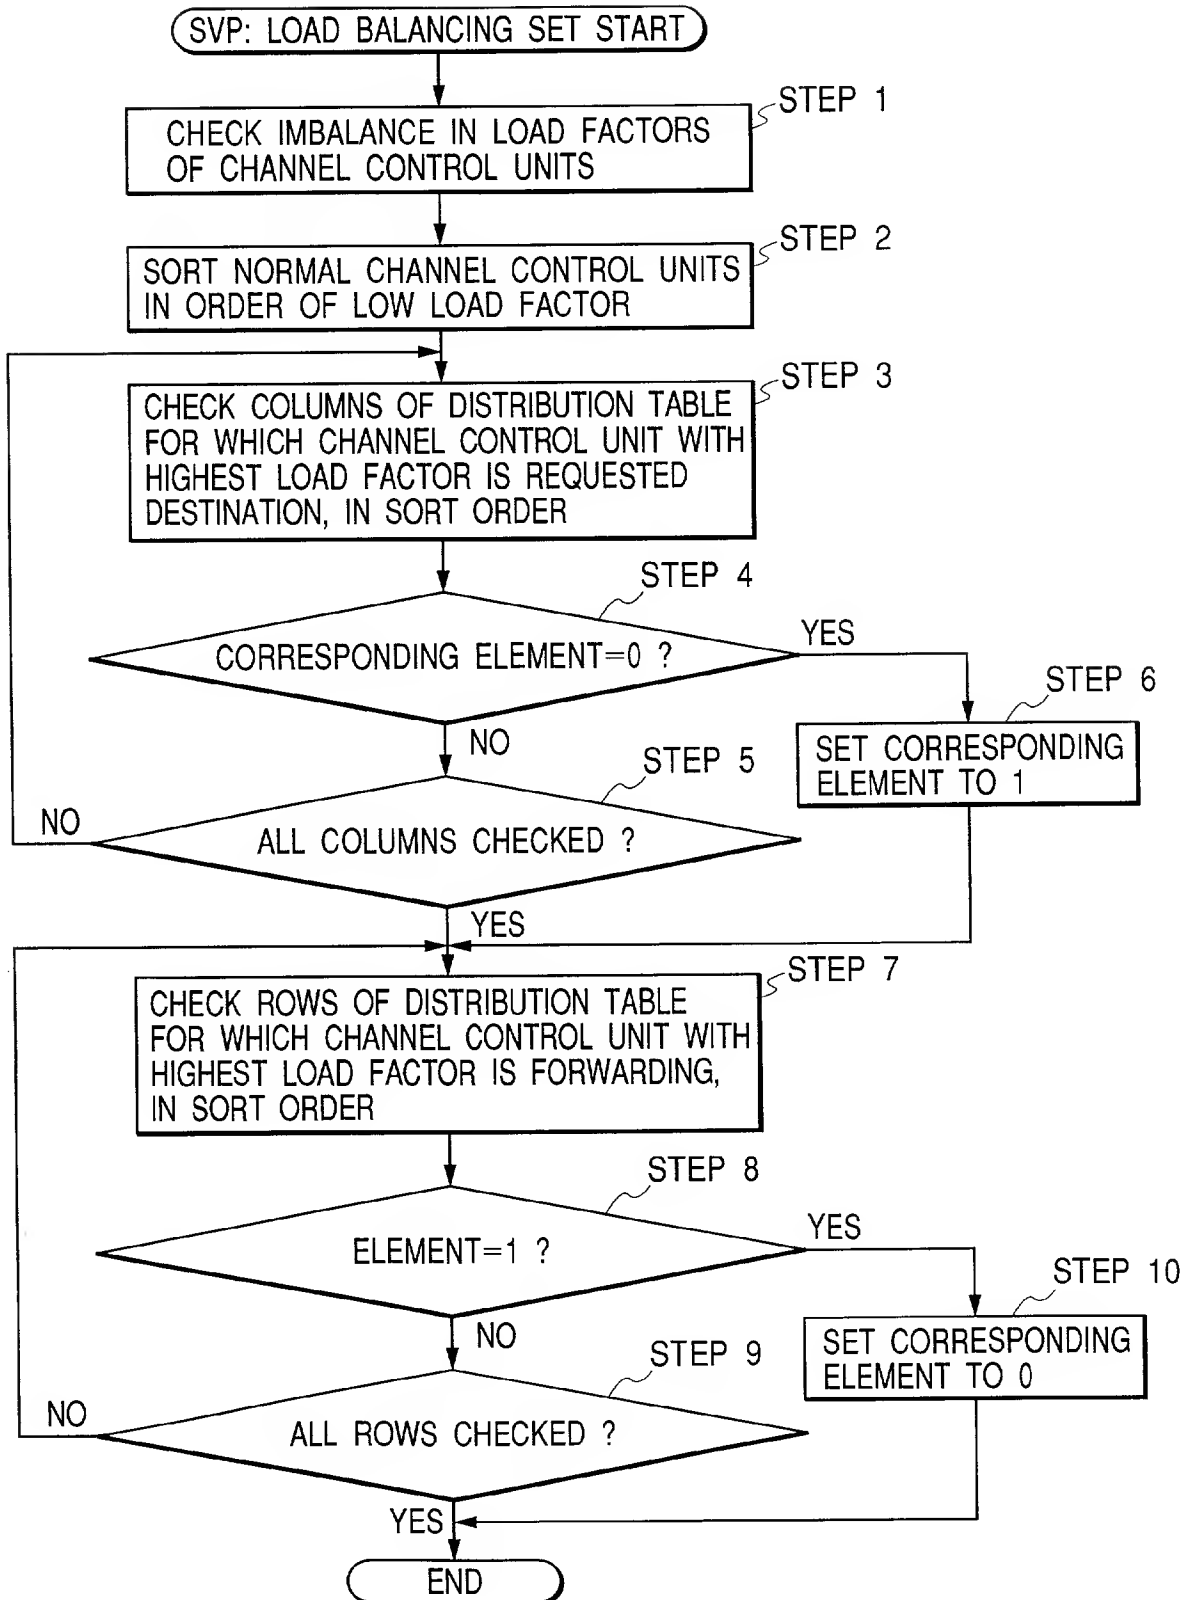 SVP: LOAD BALANCING SET START
STEP 1
CHECK IMBALANCE IN LOAD FACTORS
OF CHANNEL CONTROL UNITS
STEP 2
SORT NORMAL CHANNEL CONTROL UNITS
IN ORDER OF LOW LOAD FACTOR
STEP 3
CHECK COLUMNS OF DISTRIBUTION TABLE
FOR WHICH CHANNEL CONTROL UNIT WITH
HIGHEST LOAD FACTOR IS REQUESTED
DESTINATION, IN SORT ORDER
STEP 4
CORRESPONDING ELEMENT=0 ?
YES
NO
STEP 6
SET CORRESPONDING
ELEMENT TO 1
STEP 5
ALL COLUMNS CHECKED ?
NO
YES
STEP 7
CHECK ROWS OF DISTRIBUTION TABLE
FOR WHICH CHANNEL CONTROL UNIT WITH
HIGHEST LOAD FACTOR IS FORWARDING,
IN SORT ORDER
STEP 8
ELEMENT=1 ?
YES
NO
STEP 10
SET CORRESPONDING
ELEMENT TO 0
STEP 9
ALL ROWS CHECKED ?
NO
YES
END